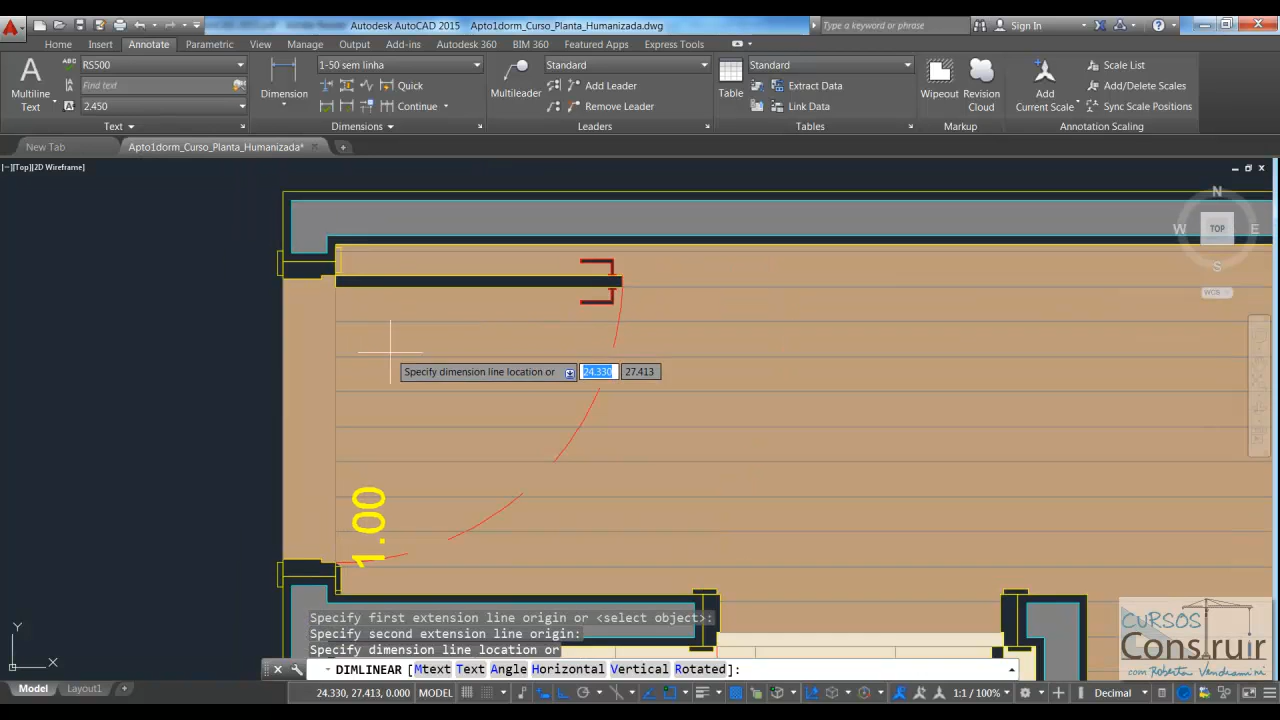 Autodesk AutoCAD 2015 Apto1dorm_Curso_Planta_Humanizada.dwg
Type a keyword or phrase
Sign In
Home Insert Annotate Parametric View Manage Output Add-ins Autodesk 360 BIM 360 Featured Apps Express Tools
Multiline Text
RS500
Find text
2.450
Text
Dimension
1-50 sem linha
Quick
Continue
Dimensions
Multileader
Standard
Add Leader
Remove Leader
Leaders
Table
Standard
Extract Data
Link Data
Tables
Wipeout
Revision Cloud
Markup
Add Current Scale
Scale List
Add/Delete Scales
Sync Scale Positions
Annotation Scaling
New Tab
Apto1dorm_Curso_Planta_Humanizada*
[−][Top][2D Wireframe]
N
W TOP E
S
WCS
Specify dimension line location or 24.330 27.413
1.00
Specify first extension line origin or <select object>:
Specify second extension line origin:
Specify dimension line location or
DIMLINEAR [Mtext Text Angle Horizontal Vertical Rotated]:
Y
X
CURSOS
Construir
com Roberta Vendramini
Model Layout1
24.330, 27.413, 0.000 MODEL
1:1 / 100%
Decimal